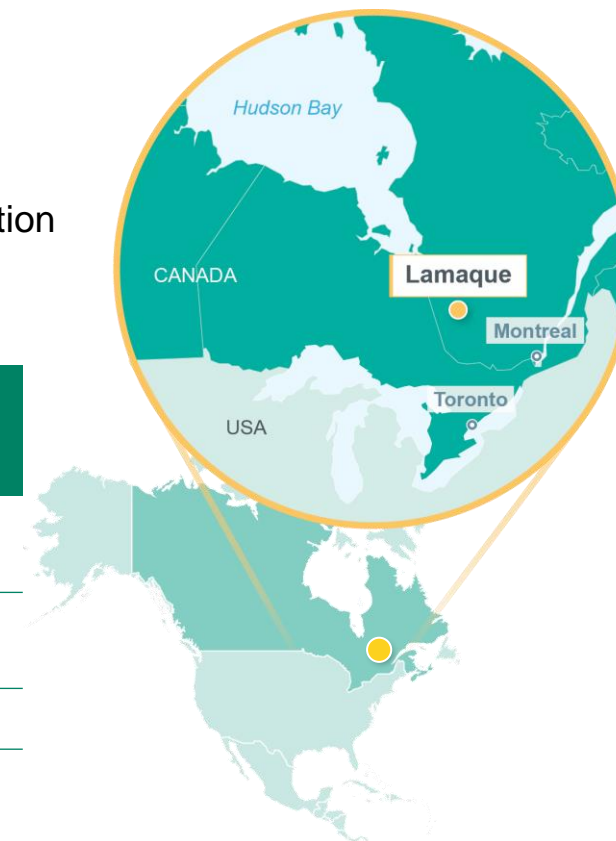 Hudson Bay
tion
CANADA
Lamaque
Montreal
Toronto
USA